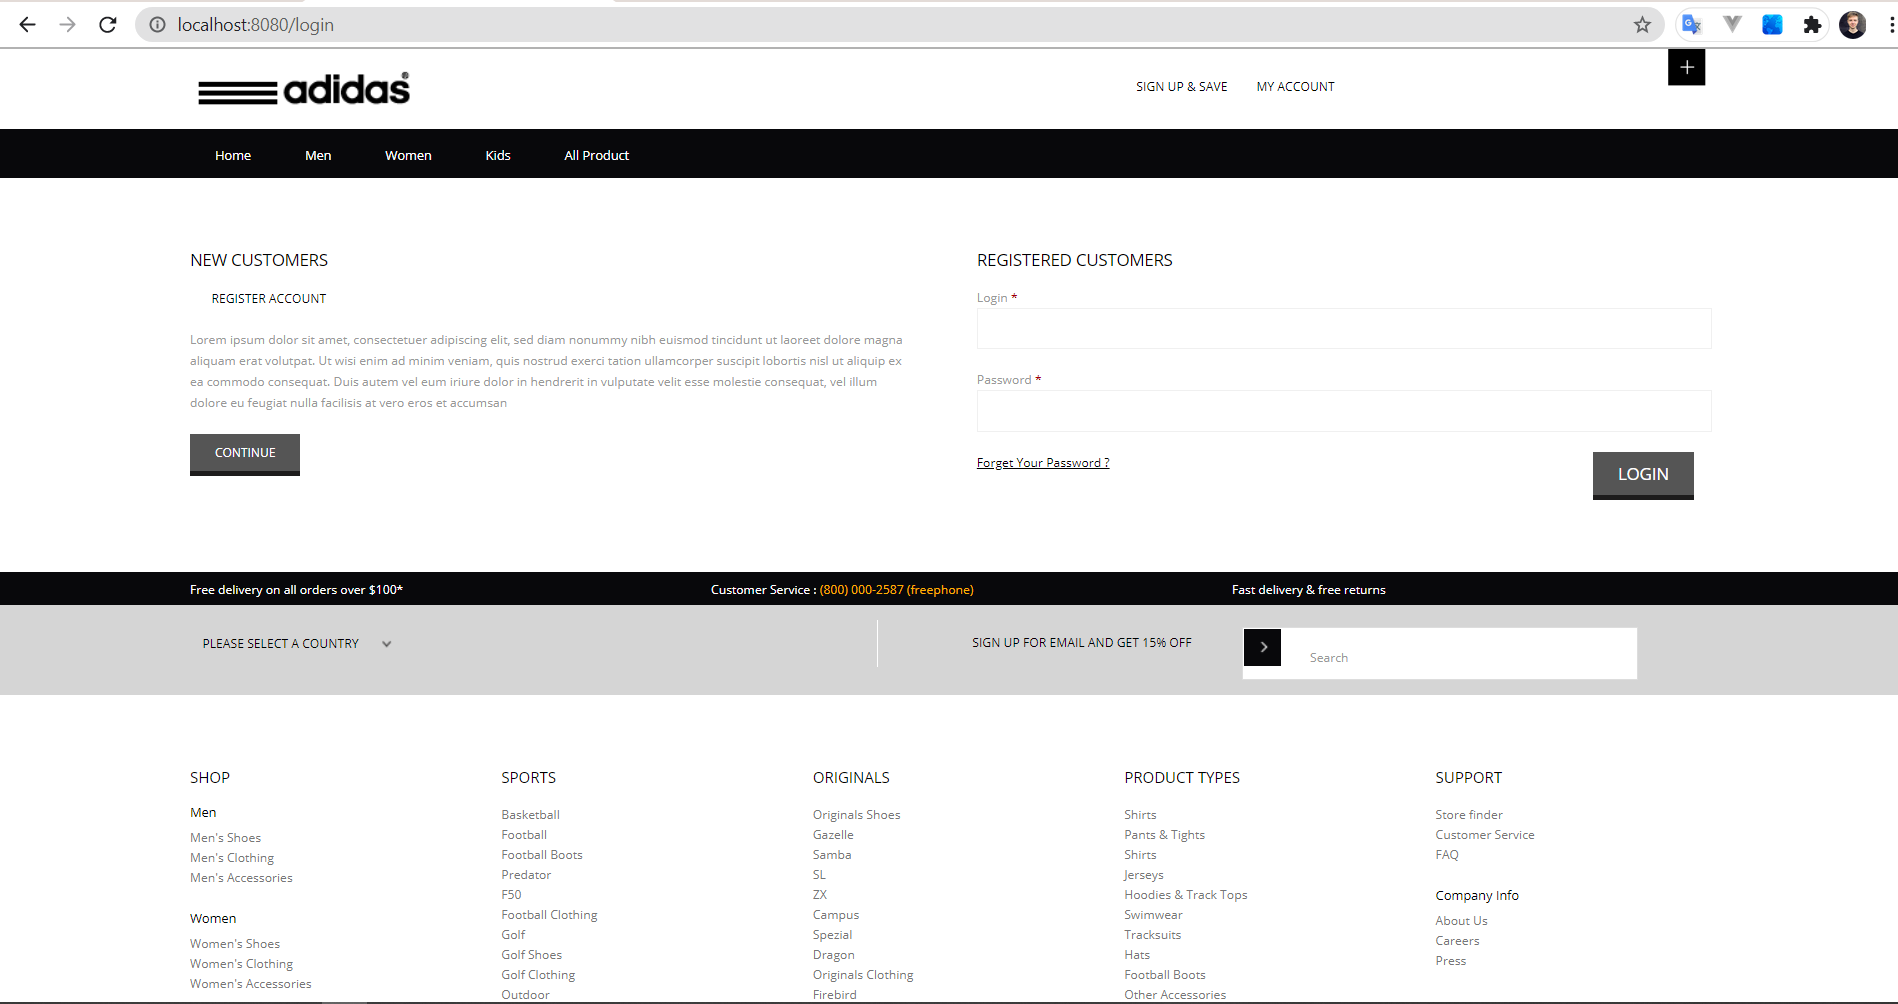 localhost:8080/login
adidas®
SIGN UP & SAVE
MY ACCOUNT
Home
Men
Women
Kids
All Product
NEW CUSTOMERS
REGISTER ACCOUNT
Lorem ipsum dolor sit amet, consectetuer adipiscing elit, sed diam nonummy nibh euismod tincidunt ut laoreet dolore magna
aliquam erat volutpat. Ut wisi enim ad minim veniam, quis nostrud exerci tation ullamcorper suscipit lobortis nisl ut aliquip ex
ea commodo consequat. Duis autem vel eum iriure dolor in hendrerit in vulputate velit esse molestie consequat, vel illum
dolore eu feugiat nulla facilisis at vero eros et accumsan
CONTINUE
REGISTERED CUSTOMERS
Login *
Password *
Forget Your Password ?
LOGIN
Free delivery on all orders over $100*
Customer Service : (800) 000-2587 (freephone)
Fast delivery & free returns
PLEASE SELECT A COUNTRY
SIGN UP FOR EMAIL AND GET 15% OFF
Search
SHOP
Men
Men's Shoes
Men's Clothing
Men's Accessories
Women
Women's Shoes
Women's Clothing
Women's Accessories
SPORTS
Basketball
Football
Football Boots
Predator
F50
Football Clothing
Golf
Golf Shoes
Golf Clothing
Outdoor
ORIGINALS
Originals Shoes
Gazelle
Samba
SL
ZX
Campus
Spezial
Dragon
Originals Clothing
Firebird
PRODUCT TYPES
Shirts
Pants & Tights
Shirts
Jerseys
Hoodies & Track Tops
Swimwear
Tracksuits
Hats
Football Boots
Other Accessories
SUPPORT
Store finder
Customer Service
FAQ
Company Info
About Us
Careers
Press